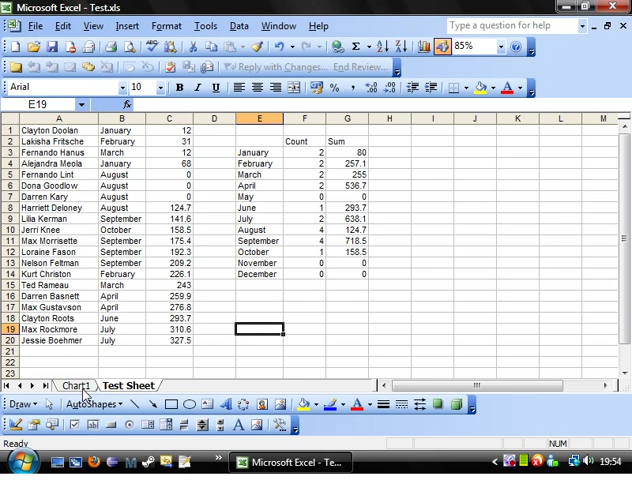 Microsoft Excel - Test.xls
File Edit View Insert Format Tools Data Window Help Type a question for help
85%
Reply with Changes... End Review...
Arial 10 B I U
E19 fx
A B C D E F G H I J K L M
1 Clayton Doolan January 12
2 Lakisha Fritsche February 31 Count Sum
3 Fernando Hanus March 12 January 2 80
4 Alejandra Meola January 68 February 2 257.1
5 Fernando Lint August 0 March 2 255
6 Dona Goodlow August 0 April 2 536.7
7 Darren Kary August 0 May 0 0
8 Harriett Deloney August 124.7 June 1 293.7
9 Lilia Kerman September 141.6 July 2 638.1
10 Jerri Knee October 158.5 August 4 124.7
11 Max Morrisette September 175.4 September 4 718.5
12 Loraine Fason September 192.3 October 1 158.5
13 Nelson Feltman September 209.2 November 0 0
14 Kurt Christon February 226.1 December 0 0
15 Ted Rameau March 243
16 Darren Basnett April 259.9
17 Max Gustavson April 276.8
18 Clayton Roots June 293.7
19 Max Rockmore July 310.6
20 Jessie Boehmer July 327.5
21
22
23
Chart1 Test Sheet
Draw AutoShapes
Ready NUM
Microsoft Excel - Te... 19:54